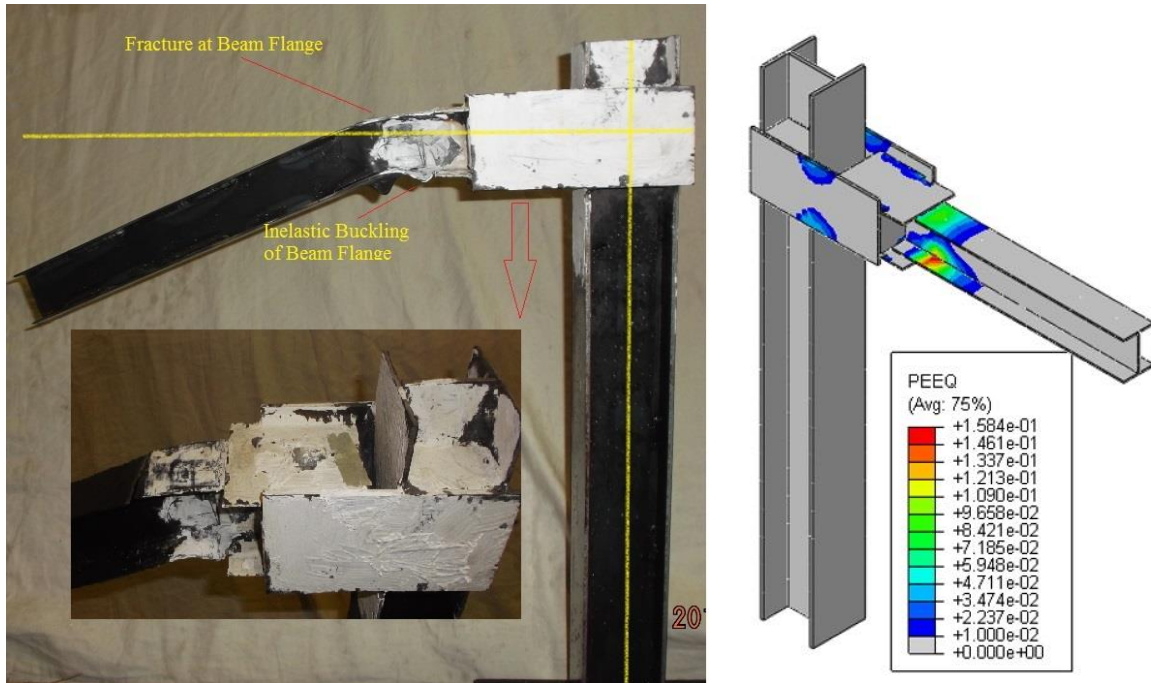 Fracture at Beam Flange
Inelastic Buckling
of Beam Flange
20
PEEQ
(Avg: 75%)
+1.584e-01
+1.461e-01
+1.337e-01
+1.213e-01
+1.090e-01
+9.658e-02
+8.421e-02
+7.185e-02
+5.948e-02
+4.711e-02
+3.474e-02
+2.237e-02
+1.000e-02
+0.000e+00